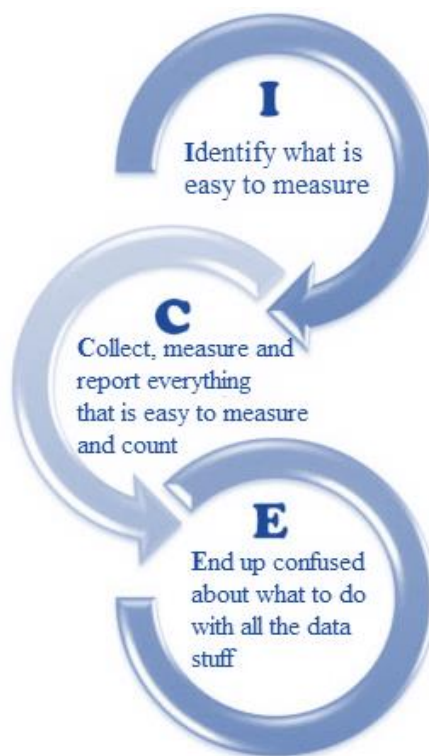 I
Identify what is
easy to measure
C
Collect, measure and
report everything
that is easy to measure
and count
E
End up confused
about what to do
with all the data
stuff